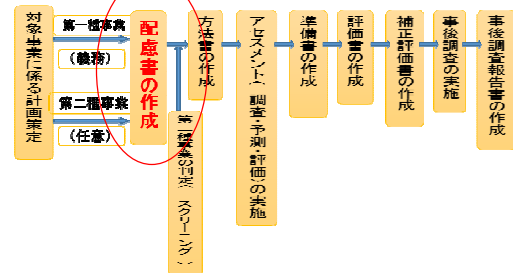 対象事業に係る計画策定
第一種事業
(義務)
第二種事業
(任意)
配慮書の作成
第二種事業の判定(スクリーニング)
方法書の作成
アセスメント(調査・予測・評価)の実施
準備書の作成
評価書の作成
補正評価書の作成
事後調査の実施
事後調査報告書の作成